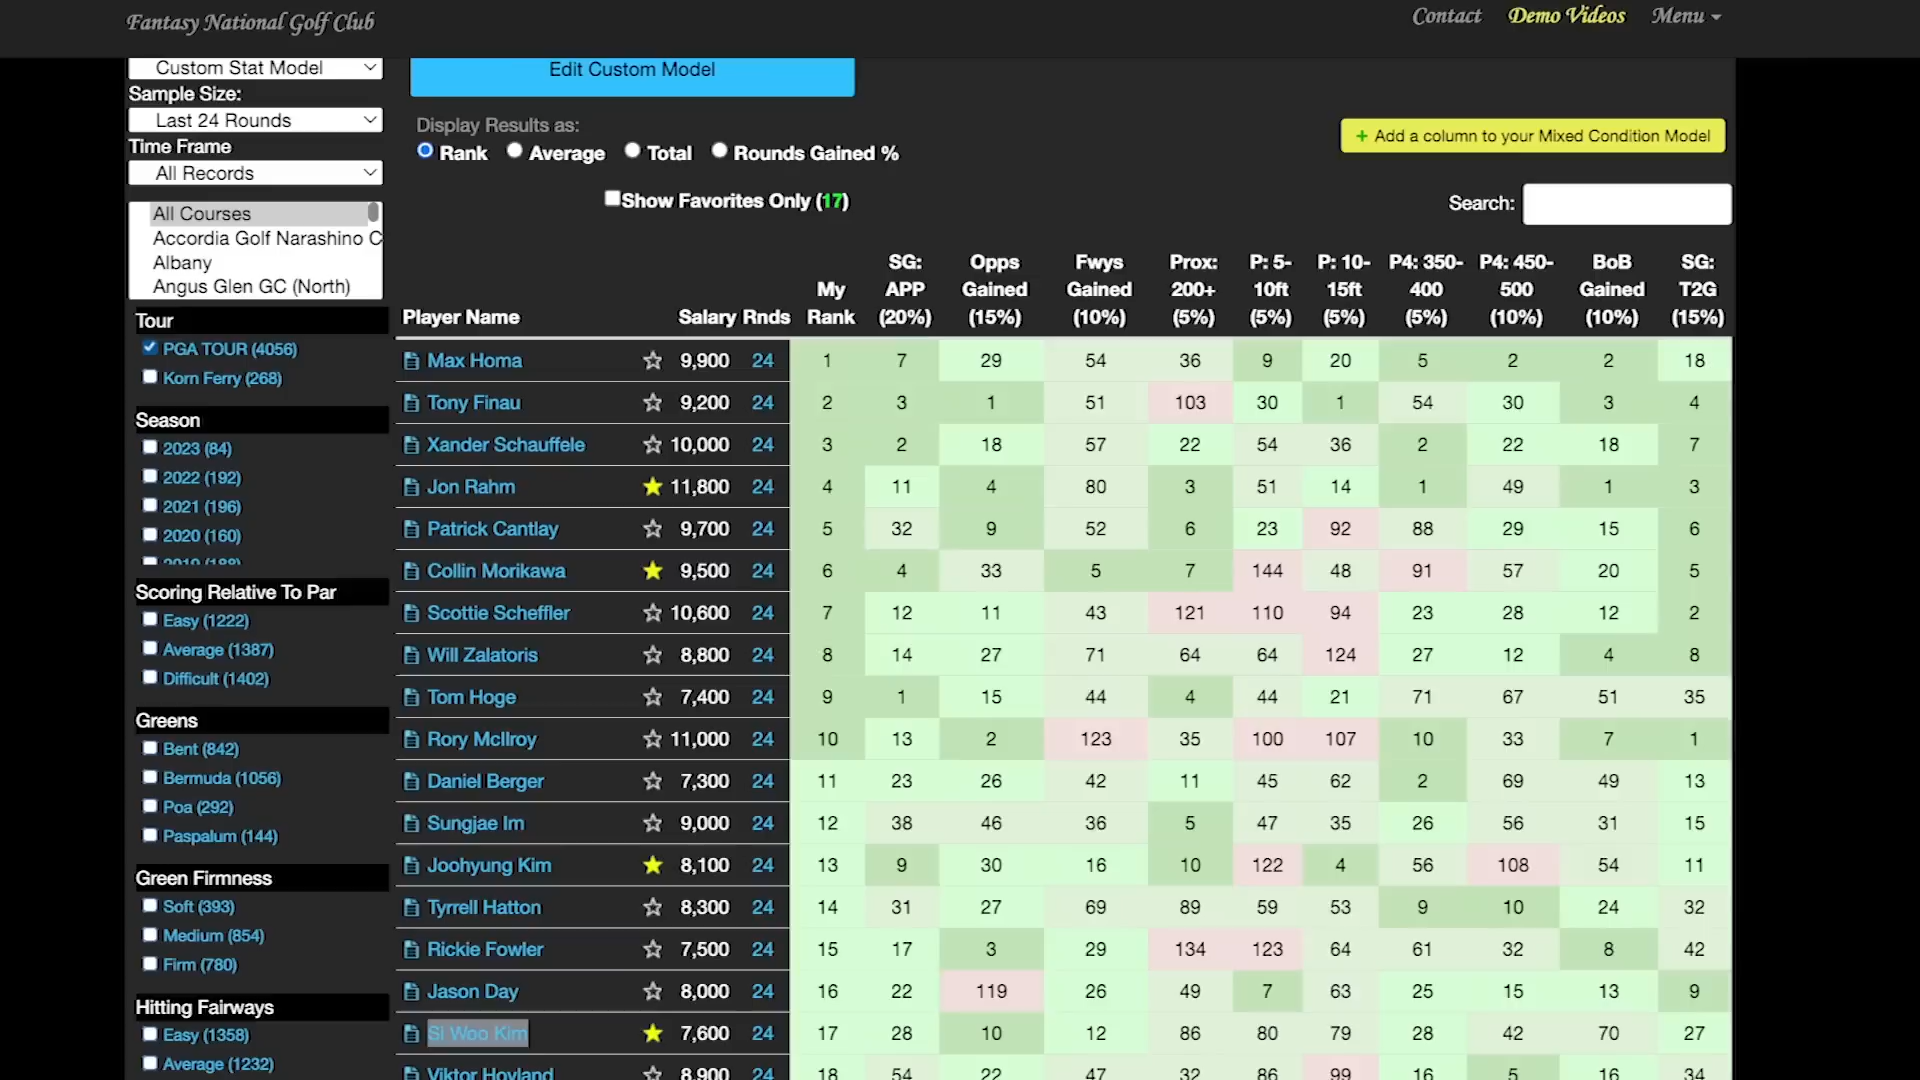 Fantasy National Golf Club
Contact Demo Videos Menu
Custom Stat Model
Sample Size:
Last 24 Rounds
Time Frame
All Records
All Courses
Accordia Golf Narashino C
Albany
Angus Glen GC (North)
Tour
PGA TOUR (4056)
Korn Ferry (268)
Season
2023 (84)
2022 (192)
2021 (196)
2020 (160)
2019 (188)
Scoring Relative To Par
Easy (1222)
Average (1387)
Difficult (1402)
Greens
Bent (842)
Bermuda (1056)
Poa (292)
Paspalum (144)
Green Firmness
Soft (393)
Medium (854)
Firm (780)
Hitting Fairways
Easy (1358)
Average (1232)
Edit Custom Model
Display Results as:
Rank Average Total Rounds Gained %
+ Add a column to your Mixed Condition Model
Show Favorites Only (17)
Search:
Player Name Salary Rnds My Rank SG: APP (20%) Opps Gained (15%) Fwys Gained (10%) Prox: 200+ (5%) P: 5-10ft (5%) P: 10-15ft (5%) P4: 350-400 (5%) P4: 450-500 (10%) BoB Gained (10%) SG: T2G (15%)
Max Homa 9,900 24 1 7 29 54 36 9 20 5 2 2 18
Tony Finau 9,200 24 2 3 1 51 103 30 1 54 30 3 4
Xander Schauffele 10,000 24 3 2 18 57 22 54 36 2 22 18 7
Jon Rahm 11,800 24 4 11 4 80 3 51 14 1 49 1 3
Patrick Cantlay 9,700 24 5 32 9 52 6 23 92 88 29 15 6
Collin Morikawa 9,500 24 6 4 33 5 7 144 48 91 57 20 5
Scottie Scheffler 10,600 24 7 12 11 43 121 110 94 23 28 12 2
Will Zalatoris 8,800 24 8 14 27 71 64 64 124 27 12 4 8
Tom Hoge 7,400 24 9 1 15 44 4 44 21 71 67 51 35
Rory McIlroy 11,000 24 10 13 2 123 35 100 107 10 33 7 1
Daniel Berger 7,300 24 11 23 26 42 11 45 62 2 69 49 13
Sungjae Im 9,000 24 12 38 46 36 5 47 35 26 56 31 15
Joohyung Kim 8,100 24 13 9 30 16 10 122 4 56 108 54 11
Tyrrell Hatton 8,300 24 14 31 27 69 89 59 53 9 10 24 32
Rickie Fowler 7,500 24 15 17 3 29 134 123 64 61 32 8 42
Jason Day 8,000 24 16 22 119 26 49 7 63 25 15 13 9
Si Woo Kim 7,600 24 17 28 10 12 86 80 79 28 42 70 27
Viktor Hovland 8,900 24 18 54 22 47 32 86 99 16 5 16 34